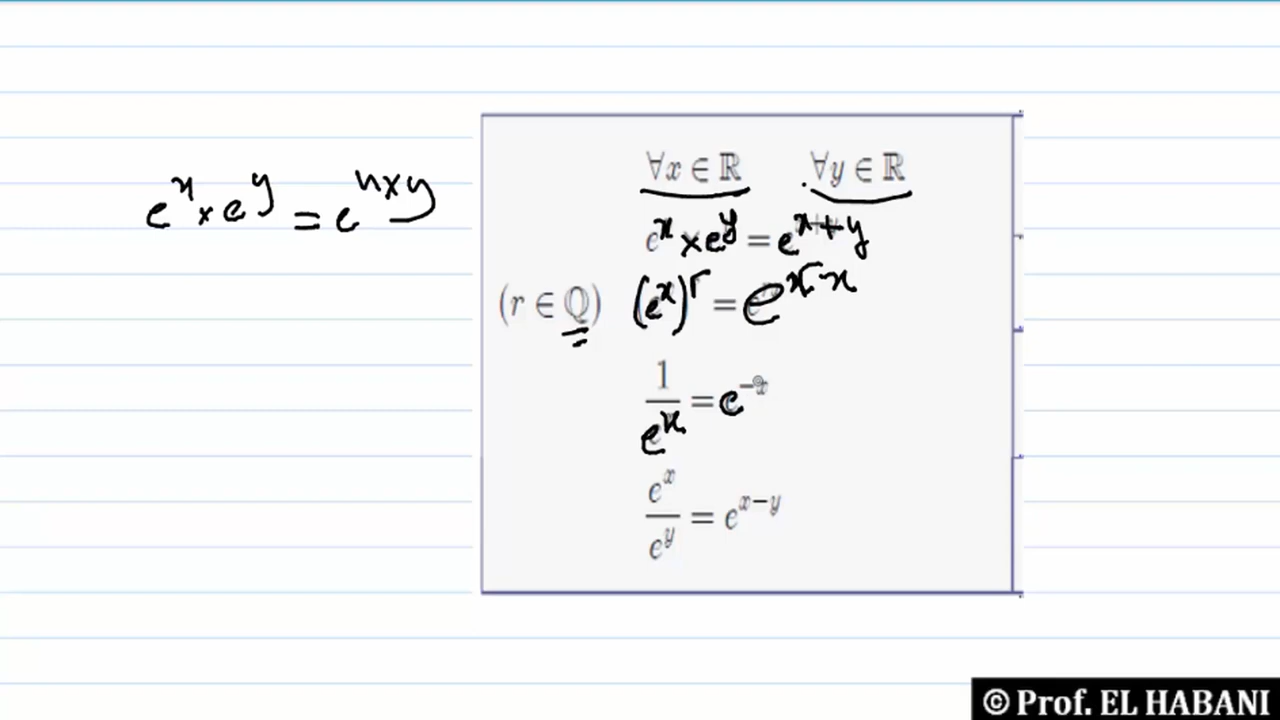 e^x × e^y = e^{x×y}
∀x ∈ ℝ ∀y ∈ ℝ
e^x × e^y = e^{x+y}
(r ∈ ℚ) (e^x)^r = e^{r x}
1/e^x = e^{-x}
e^x/e^y = e^{x-y}
© Prof. EL HABANI